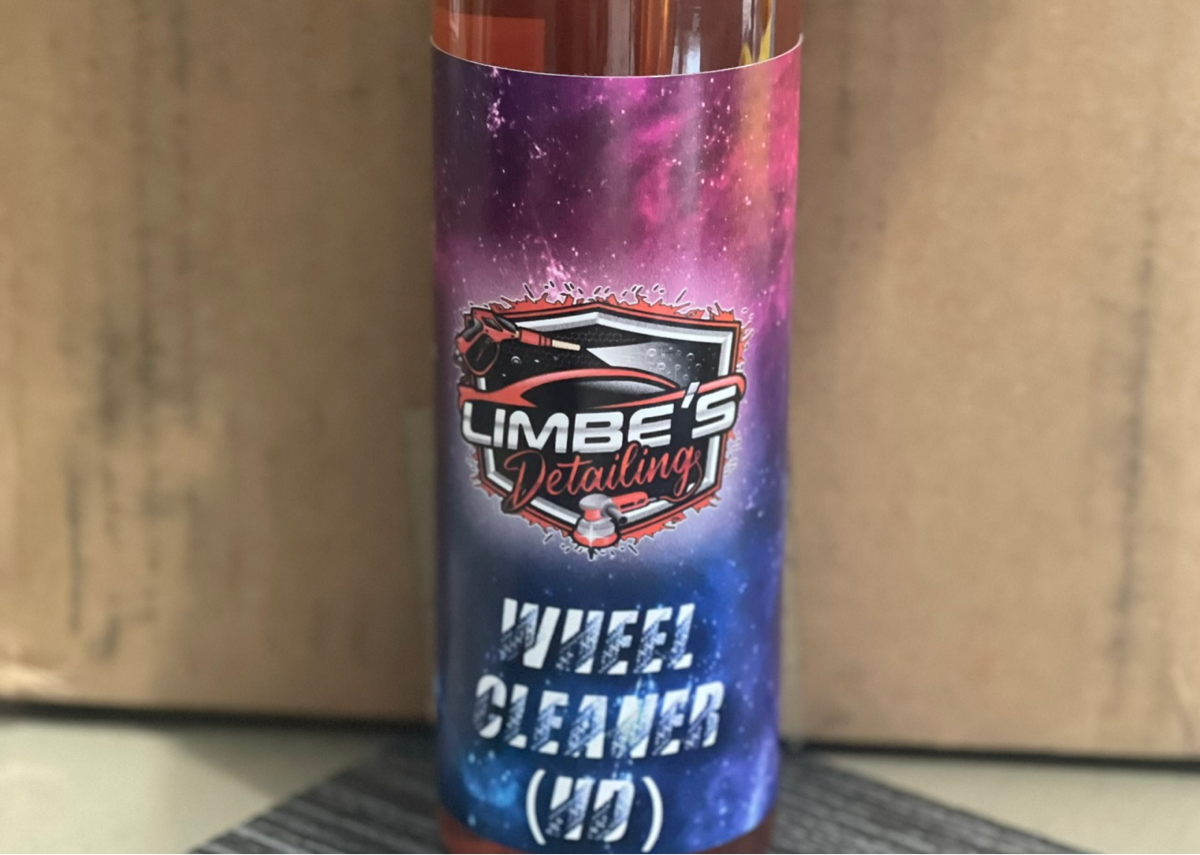 LIMBE'S
Detailing
WHEEL
CLEANER
(HD)